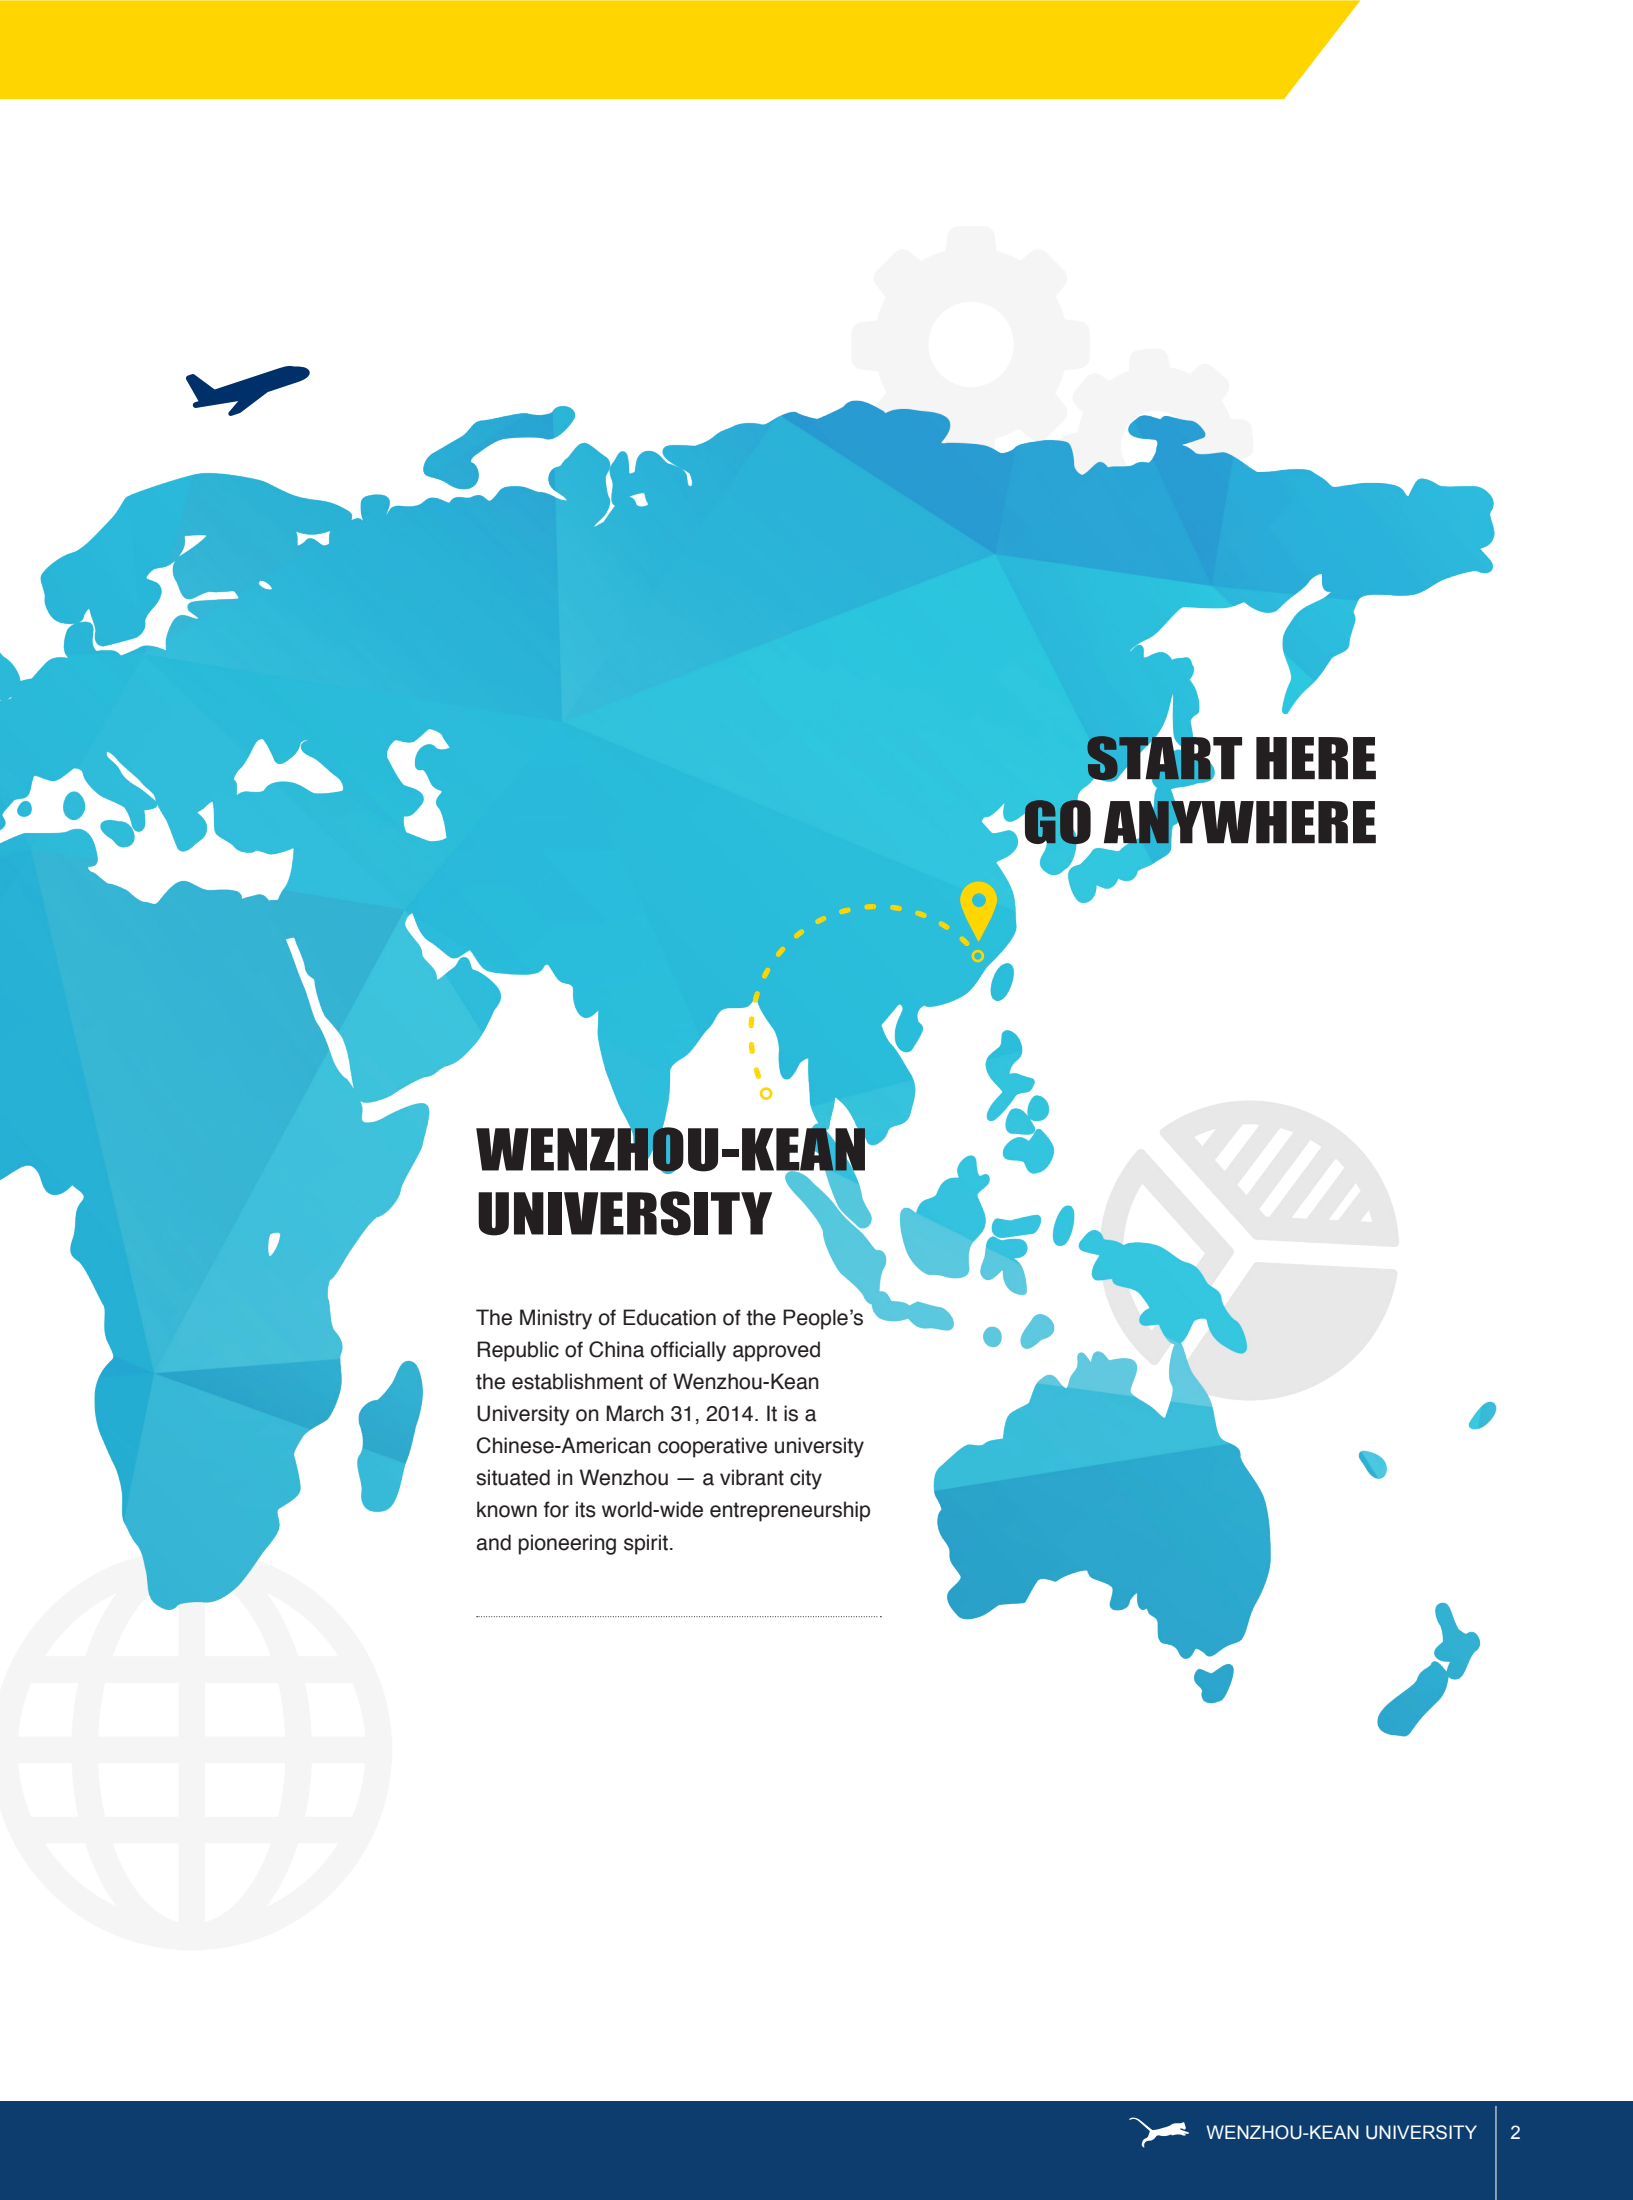 START HERE
GO ANYWHERE
WENZHOU-KEAN
UNIVERSITY
The Ministry of Education of the People’s
Republic of China officially approved
the establishment of Wenzhou-Kean
University on March 31, 2014. It is a
Chinese-American cooperative university
situated in Wenzhou — a vibrant city
known for its world-wide entrepreneurship
and pioneering spirit.
WENZHOU-KEAN UNIVERSITY
2